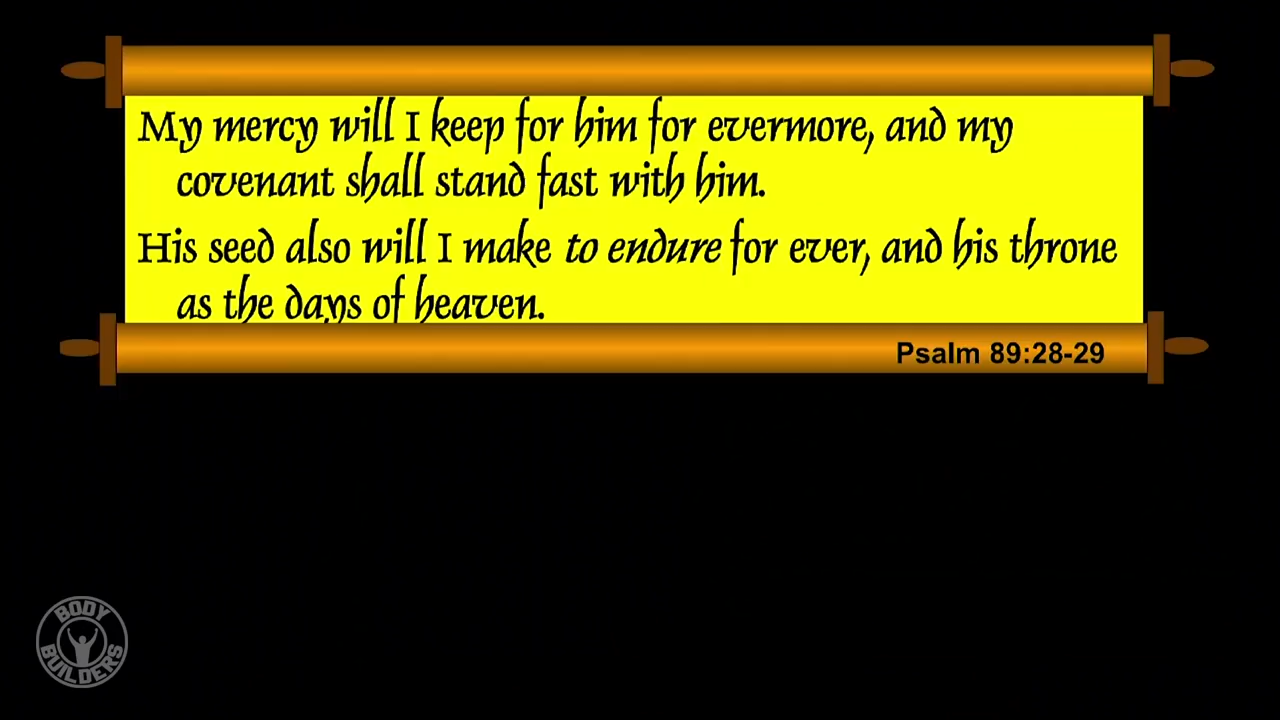 My mercy will I keep for him for evermore, and my
covenant shall stand fast with him.
His seed also will I make to endure for ever, and his throne
as the days of heaven.
Psalm 89:28-29
BODY
BUILDERS